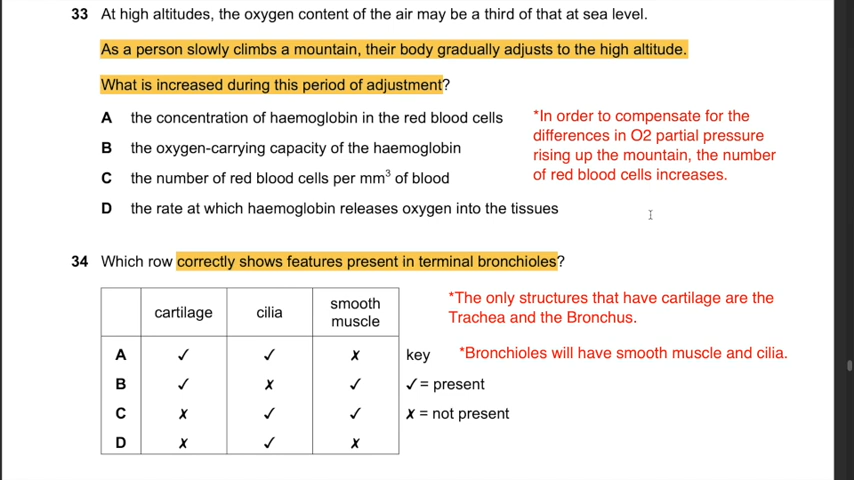 33 At high altitudes, the oxygen content of the air may be a third of that at sea level.
As a person slowly climbs a mountain, their body gradually adjusts to the high altitude.
What is increased during this period of adjustment?
A the concentration of haemoglobin in the red blood cells
B the oxygen-carrying capacity of the haemoglobin
C the number of red blood cells per mm³ of blood
D the rate at which haemoglobin releases oxygen into the tissues
*In order to compensate for the
differences in O2 partial pressure
rising up the mountain, the number
of red blood cells increases.
34 Which row correctly shows features present in terminal bronchioles?
cartilage cilia smooth muscle
A ✓ ✓ ✗
B ✓ ✗ ✓
C ✗ ✓ ✓
D ✗ ✓ ✗
key
✓ = present
✗ = not present
*The only structures that have cartilage are the
Trachea and the Bronchus.
*Bronchioles will have smooth muscle and cilia.